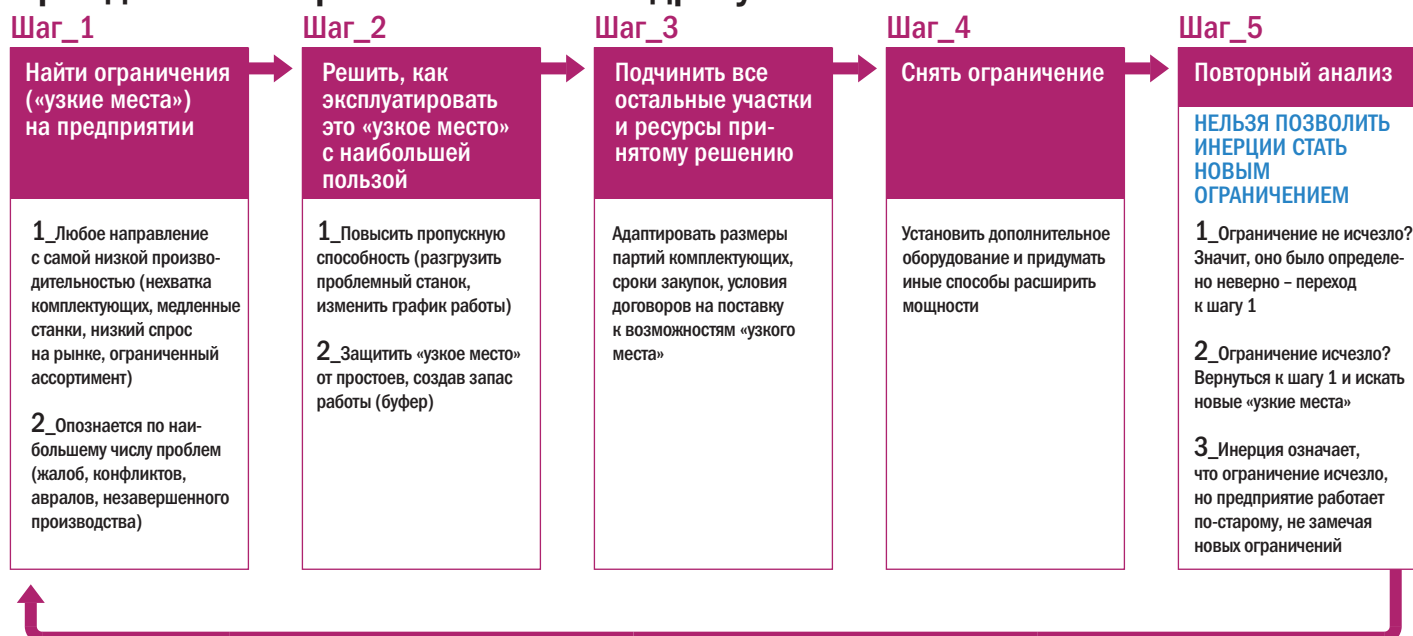 Шаг_1
Найти ограничения
(«узкие места»)
на предприятии
1_Любое направление
с самой низкой произво-
дительностью (нехватка
комплектующих, медленные
станки, низкий спрос
на рынке, ограниченный
ассортимент)
2_Опознается по наи-
большему числу проблем
(жалоб, конфликтов,
авралов, незавершенного
производства)
Шаг_2
Решить, как
эксплуатировать
это «узкое место»
с наибольшей
пользой
1_Повысить пропускную
способность (разгрузить
проблемный станок,
изменить график работы)
2_Защитить «узкое место»
от простоев, создав запас
работы (буфер)
Шаг_3
Подчинить все
остальные участки
и ресурсы при-
нятому решению
Адаптировать размеры
партий комплектующих,
сроки закупок, условия
договоров на поставку
к возможностям «узкого
места»
Шаг_4
Снять ограничение
Установить дополнительное
оборудование и придумать
иные способы расширить
мощности
Шаг_5
Повторный анализ
НЕЛЬЗЯ ПОЗВОЛИТЬ
ИНЕРЦИИ СТАТЬ
НОВЫМ
ОГРАНИЧЕНИЕМ
1_Ограничение не исчезло?
Значит, оно было определе-
но неверно – переход
к шагу 1
2_Ограничение исчезло?
Вернуться к шагу 1 и искать
новые «узкие места»
3_Инерция означает,
что ограничение исчезло,
но предприятие работает
по-старому, не замечая
новых ограничений